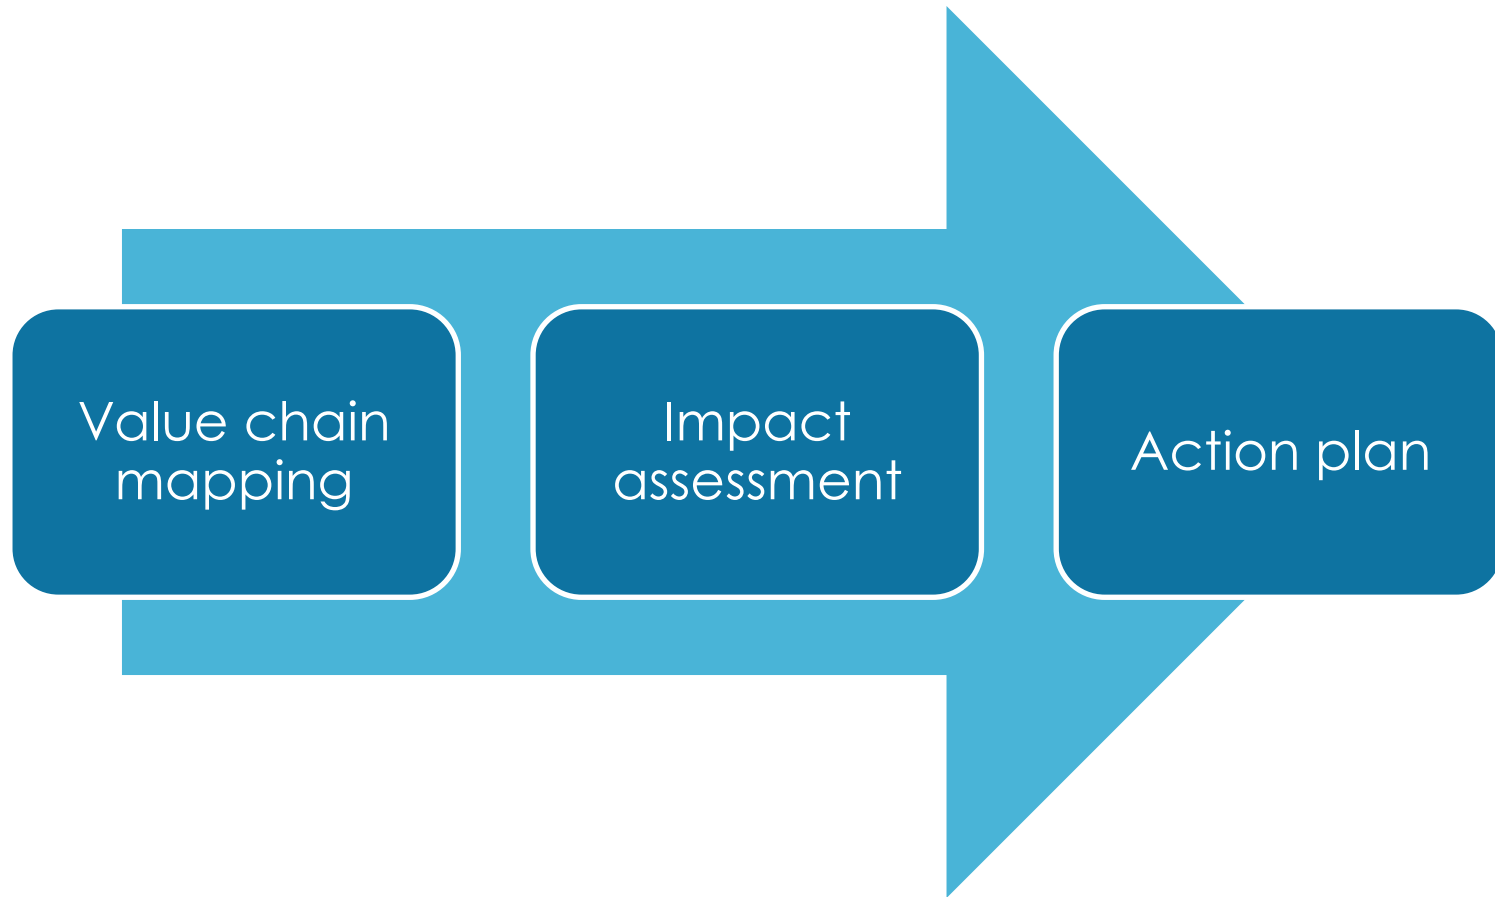 Value chain
mapping
Impact
assessment
Action plan